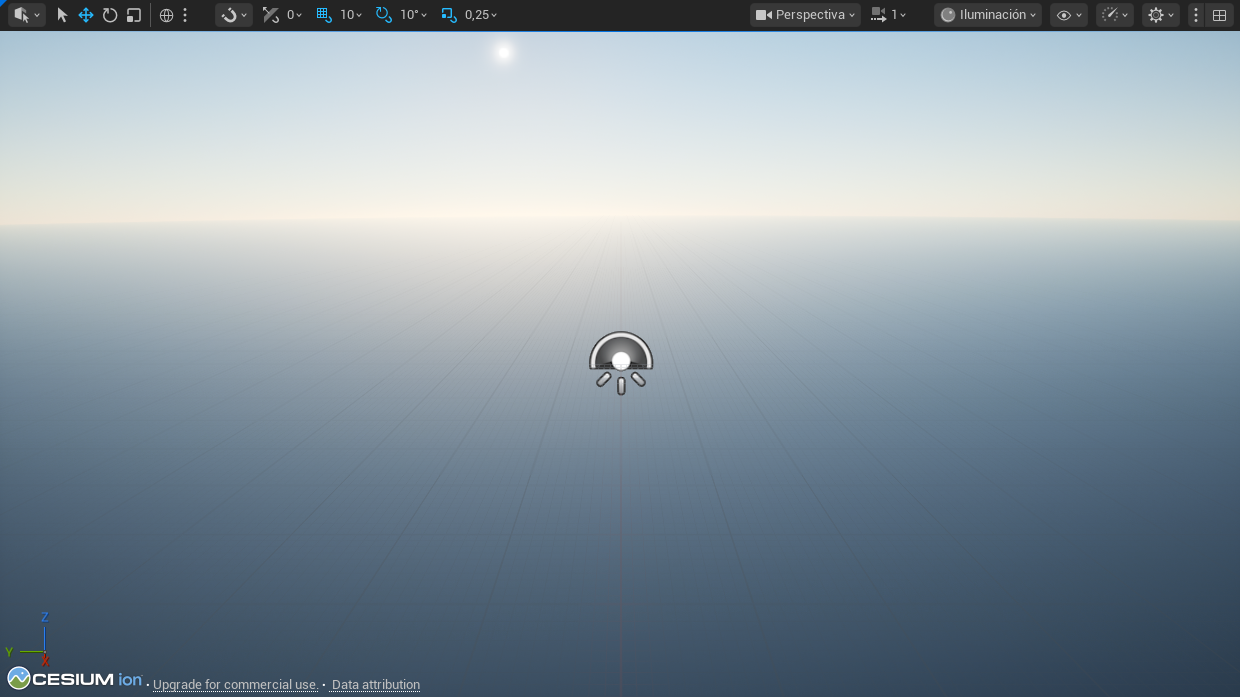 0 10 10° 0,25 Perspectiva 1 Iluminación
Z
Y
X
CESIUM ion · Upgrade for commercial use. · Data attribution